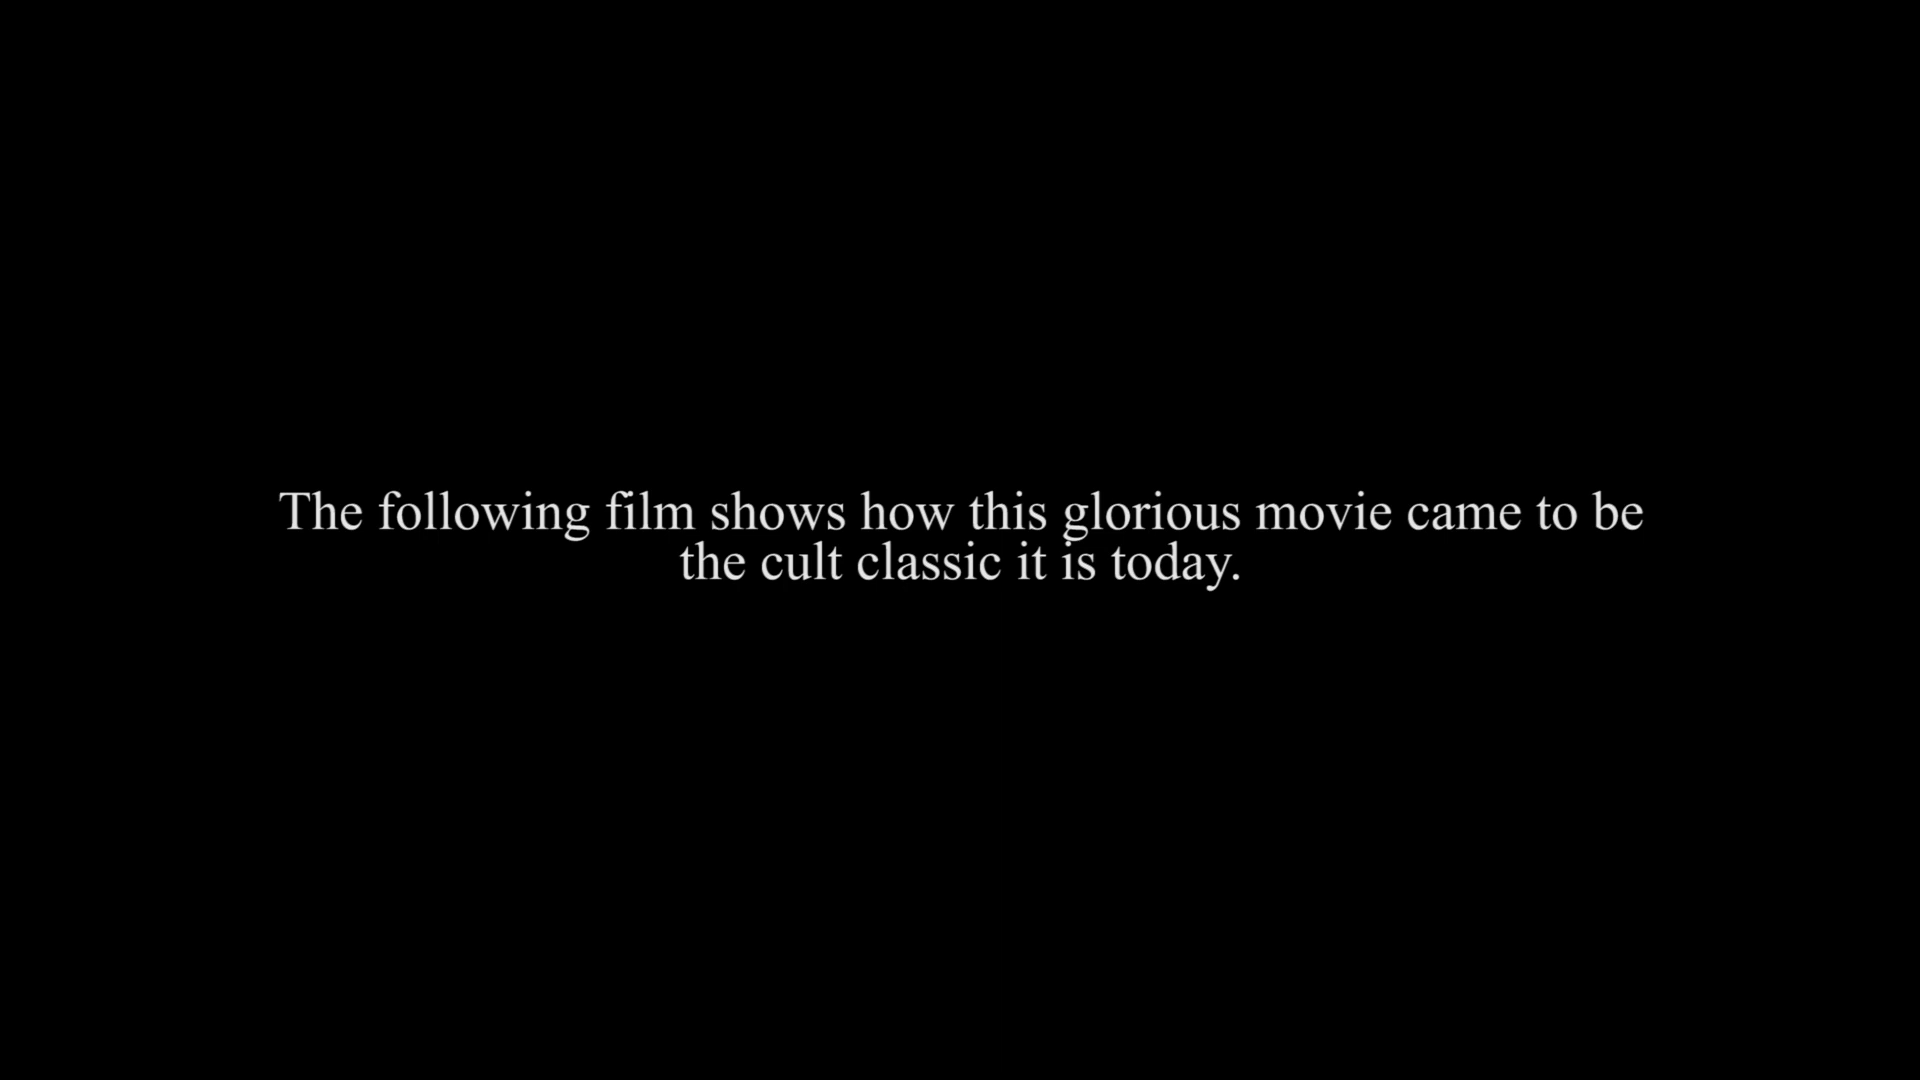 The following film shows how this glorious movie came to be
the cult classic it is today.